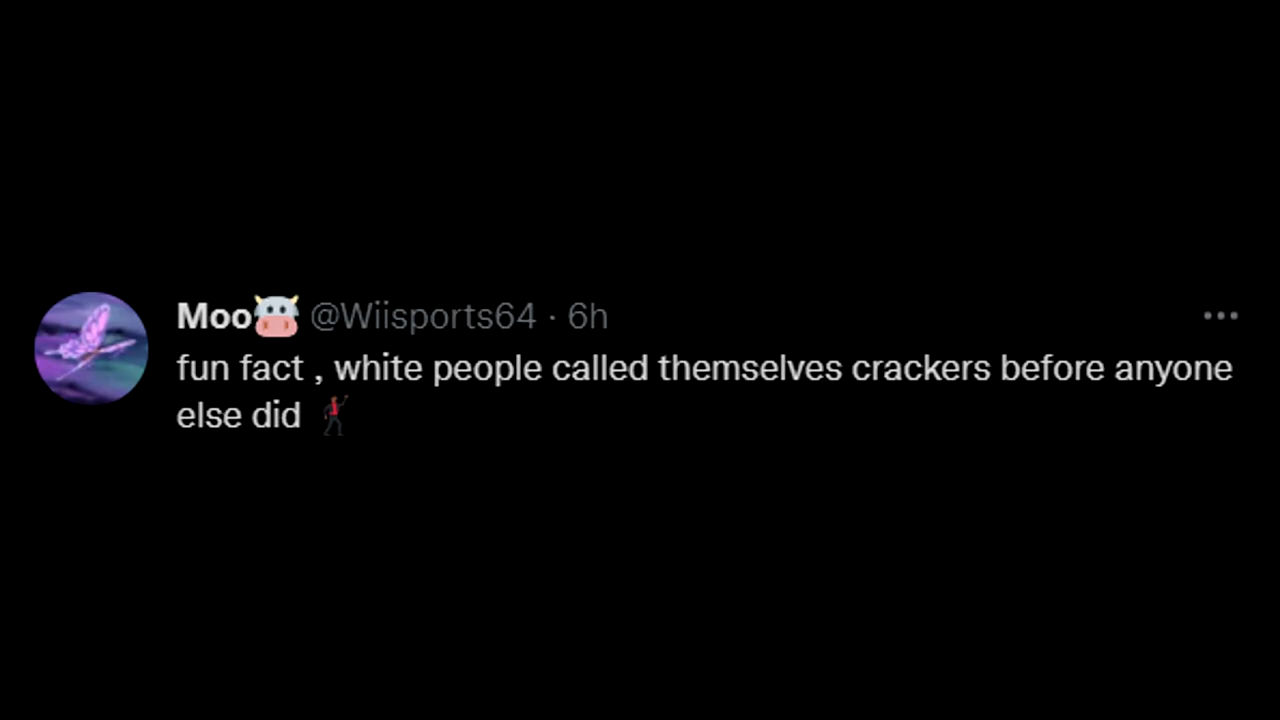 Moo🐮 @Wiisports64 · 6h
fun fact , white people called themselves crackers before anyone
else did 🕺🏾